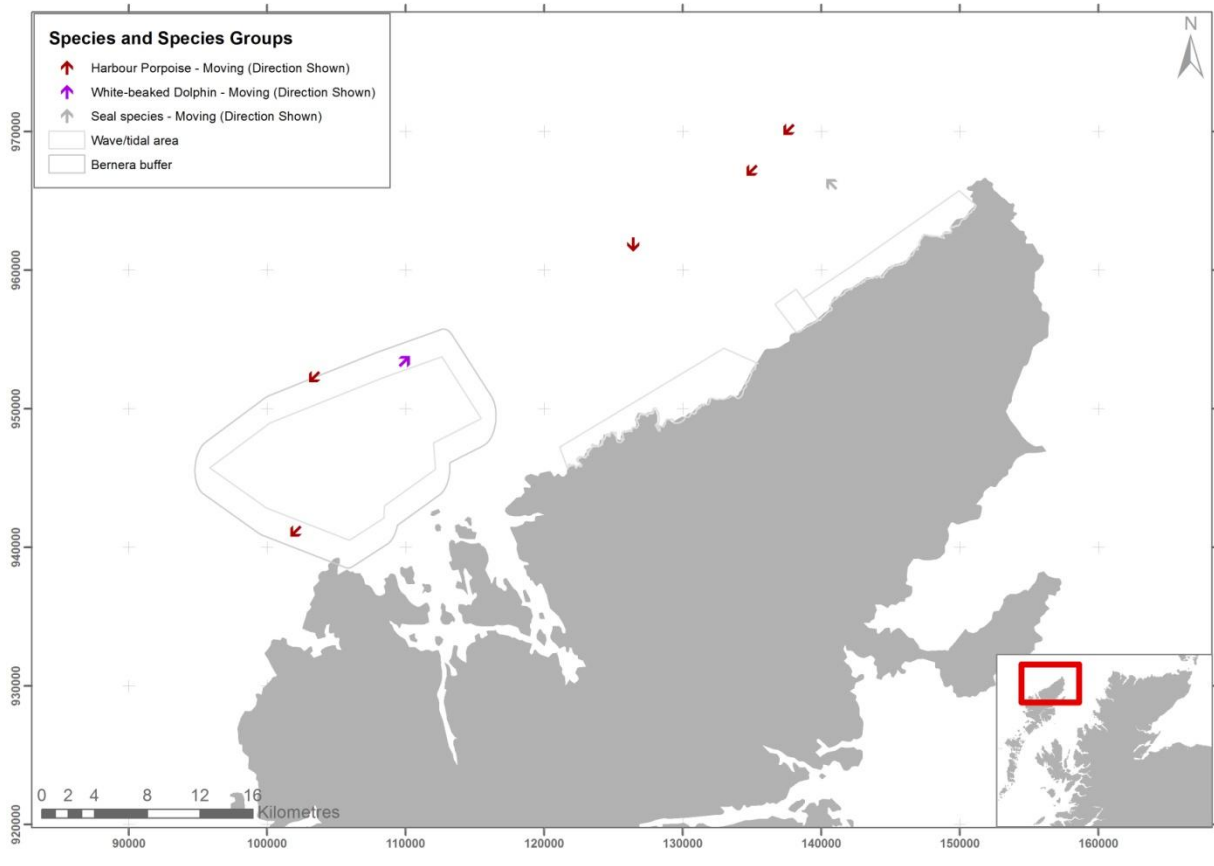 Species and Species Groups
Harbour Porpoise - Moving (Direction Shown)
White-beaked Dolphin - Moving (Direction Shown)
Seal species - Moving (Direction Shown)
Wave/tidal area
Bernera buffer
N
970000
960000
950000
940000
930000
920000
0 2 4 8 12 16
Kilometres
90000 100000 110000 120000 130000 140000 150000 160000